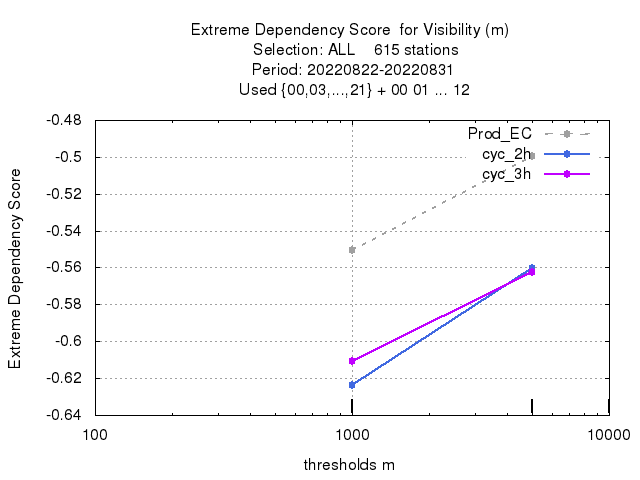 Extreme Dependency Score  for Visibility (m)
Selection: ALL    615 stations
Period: 20220822-20220831
Used {00,03,...,21} + 00 01 ... 12
Prod_EC
cyc_2h
cyc_3h
-0.48
-0.5
-0.52
-0.54
-0.56
-0.58
-0.6
-0.62
-0.64
Extreme Dependency Score
100
1000
10000
thresholds m